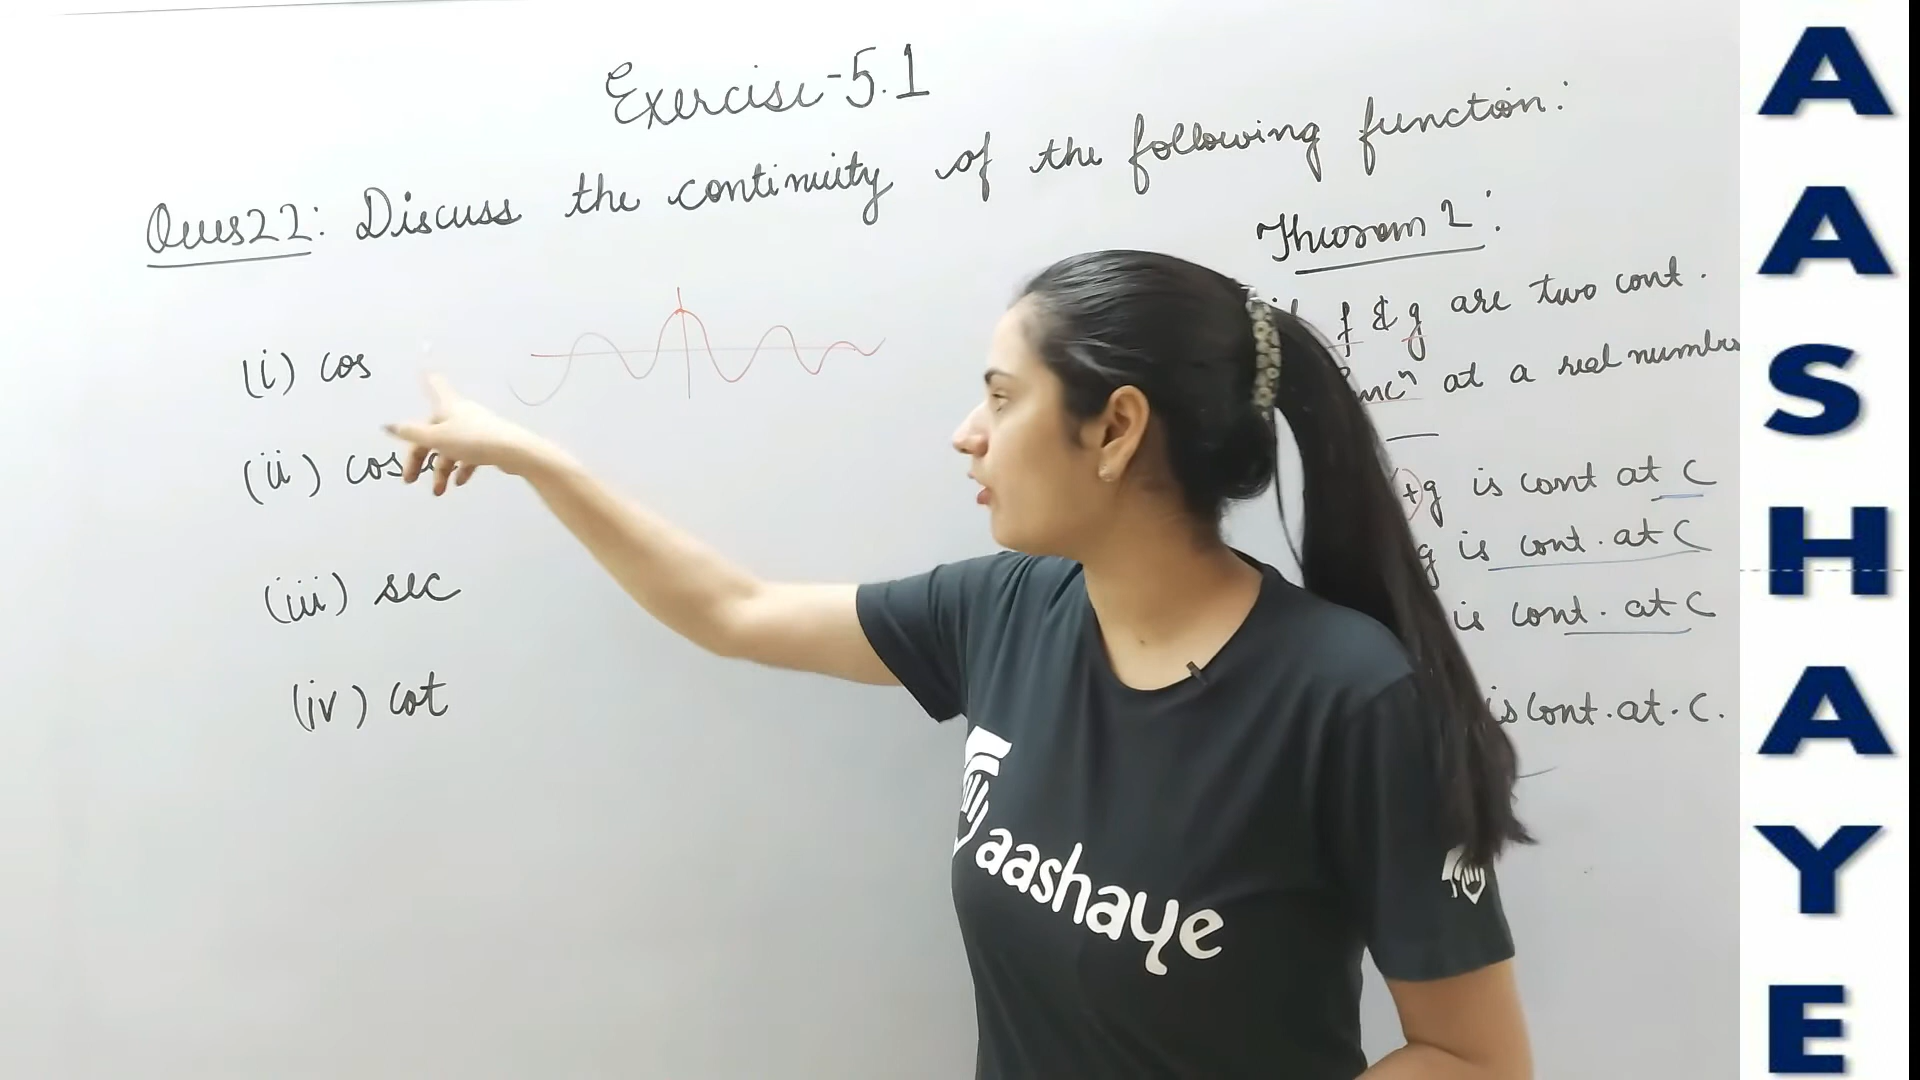 Exercise-5.1
Ques22: Discuss the continuity of the following function:
(i) cos
(ii) cosec
(iii) sec
(iv) cot
Theorem 1:
f & g are two cont.
at a real number
+g is cont at C
g is cont. at C
is cont. at C
is cont. at. C.
aashaye
AASHAYE